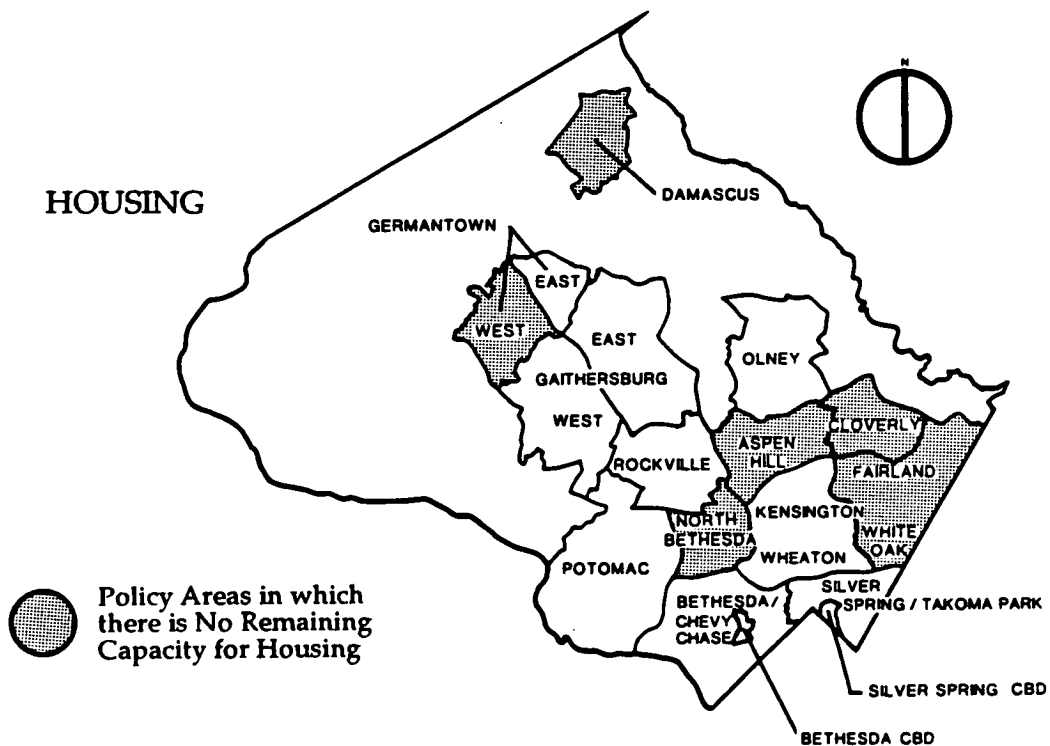 N
HOUSING
DAMASCUS
GERMANTOWN
EAST
WEST
EAST
GAITHERSBURG
WEST
OLNEY
CLOVERLY
ASPEN
HILL
ROCKVILLE
FAIRLAND
KENSINGTON
NORTH
BETHESDA
WHITE
OAK
WHEATON
POTOMAC
SILVER
SPRING / TAKOMA PARK
BETHESDA /
CHEVY
CHASE
Policy Areas in which
there is No Remaining
Capacity for Housing
SILVER SPRING CBD
BETHESDA CBD